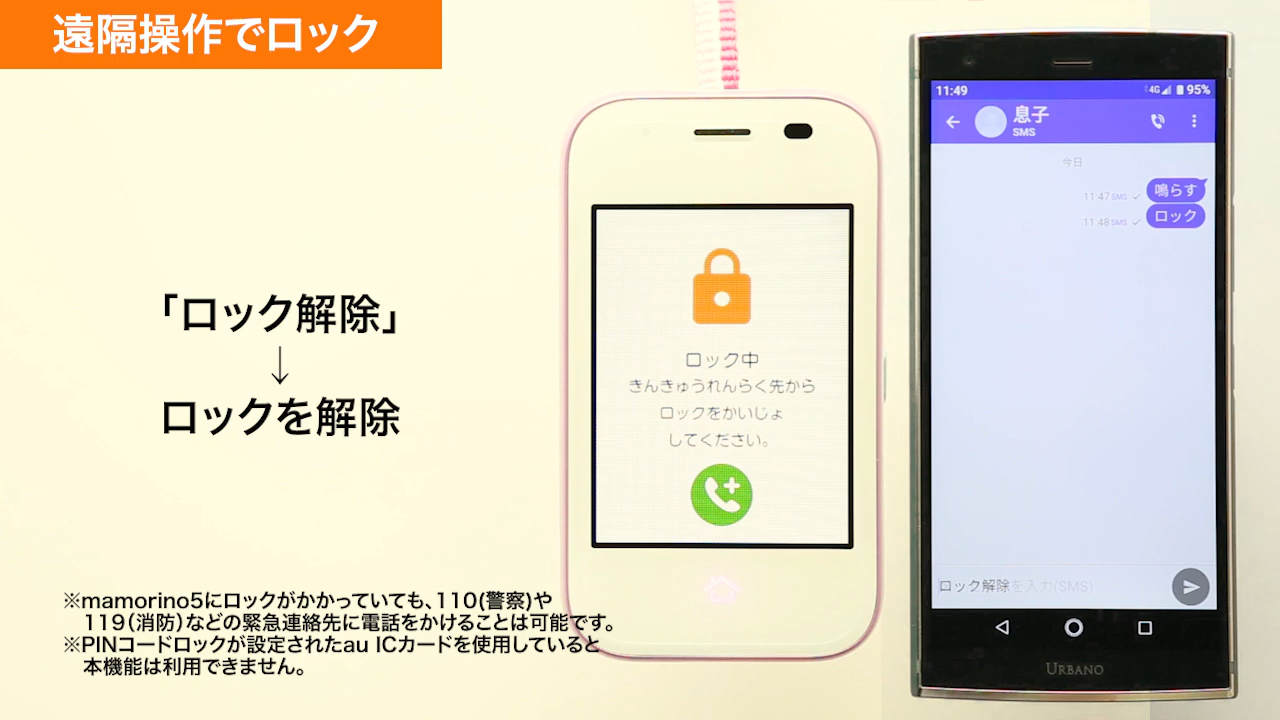 遠隔操作でロック
「ロック解除」
↓
ロックを解除
※mamorino5にロックがかかっていても、110(警察)や
119(消防)などの緊急連絡先に電話をかけることは可能です。
※PINコードロックが設定されたau ICカードを使用していると
本機能は利用できません。
ロック中
きんきゅうれんらく先から
ロックをかいじょ
してください。
11:49 4G 95%
息子
SMS
今日
11:47 SMS ✓ 鳴らす
11:48 SMS ✓ ロック
ロック解除を入力(SMS)
URBANO